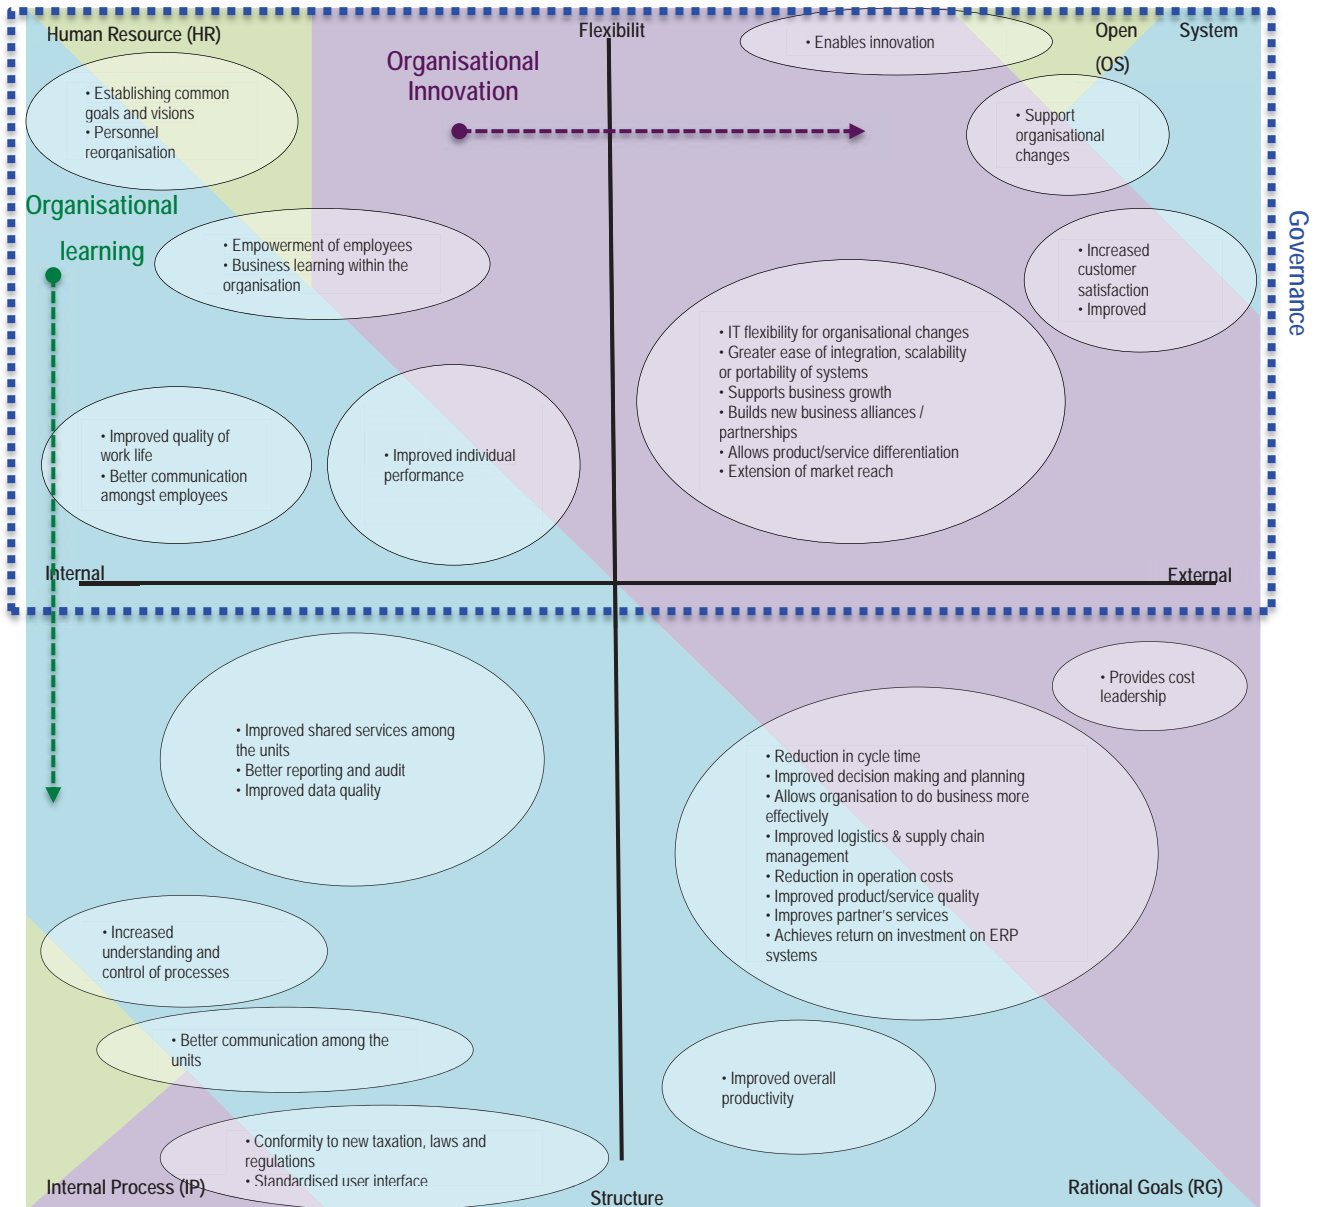 Human Resource (HR)
Flexibilit
Open System
(OS)
• Enables innovation
Organisational
Innovation
• Establishing common
goals and visions
• Personnel
reorganisation
• Support
organisational
changes
Organisational
learning
• Empowerment of employees
• Business learning within the
organisation
• Increased
customer
satisfaction
• Improved
Governance
• IT flexibility for organisational changes
• Greater ease of integration, scalability
or portability of systems
• Supports business growth
• Builds new business alliances /
partnerships
• Allows product/service differentiation
• Extension of market reach
• Improved quality of
work life
• Better communication
amongst employees
• Improved individual
performance
Internal
External
• Provides cost
leadership
• Improved shared services among
the units
• Better reporting and audit
• Improved data quality
• Reduction in cycle time
• Improved decision making and planning
• Allows organisation to do business more
effectively
• Improved logistics & supply chain
management
• Reduction in operation costs
• Improved product/service quality
• Improves partner's services
• Achieves return on investment on ERP
systems
• Increased
understanding and
control of processes
• Better communication among the
units
• Improved overall
productivity
• Conformity to new taxation, laws and
regulations
• Standardised user interface
Internal Process (IP)
Structure
Rational Goals (RG)